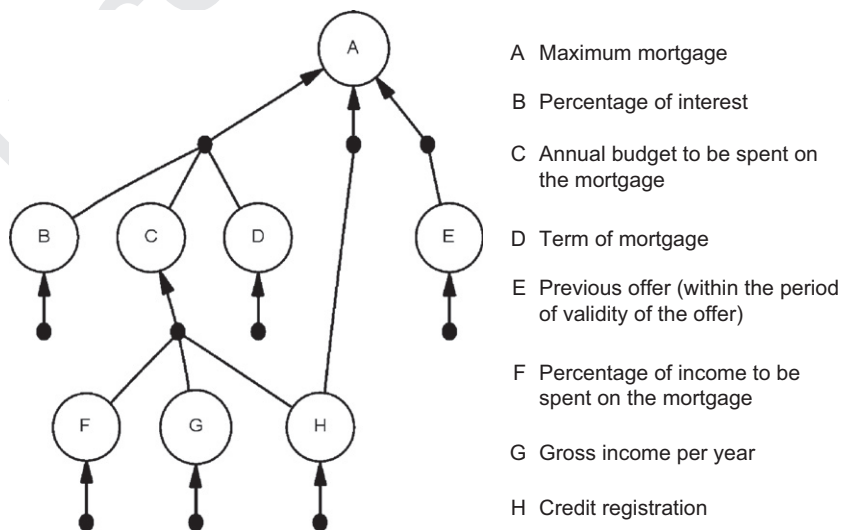 A
B
C
D
E
F
G
H
A Maximum mortgage
B Percentage of interest
C Annual budget to be spent on
the mortgage
D Term of mortgage
E Previous offer (within the period
of validity of the offer)
F Percentage of income to be
spent on the mortgage
G Gross income per year
H Credit registration